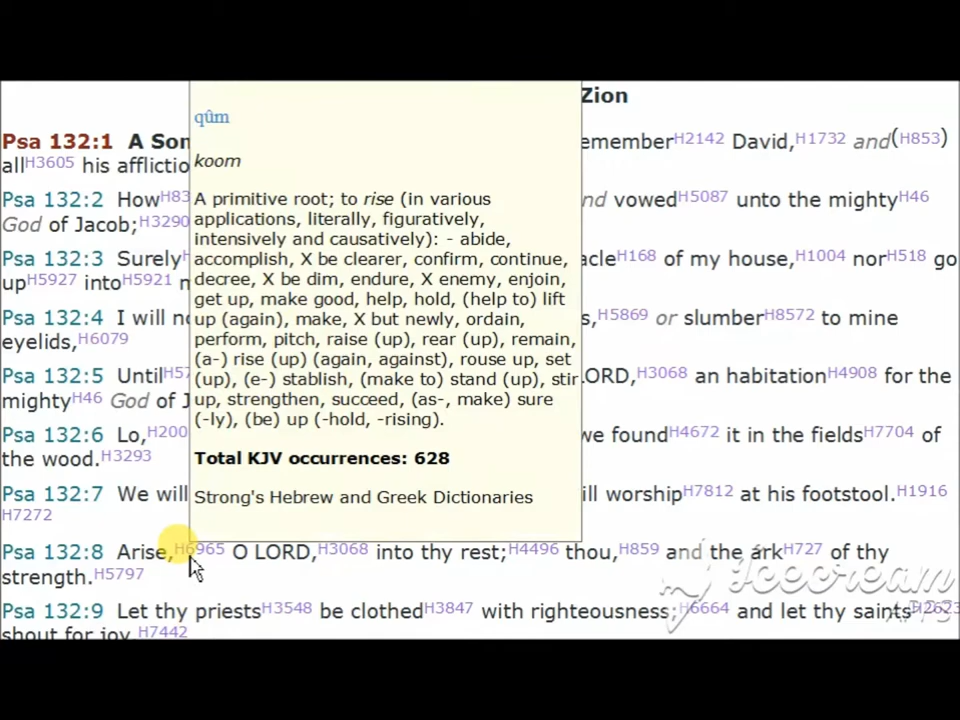 Zion
Psa 132:1 A Son emember H2142 David, H1732 and (H853)
all H3605 his afflictio
Psa 132:2 How H83 nd vowed H5087 unto the mighty H46
God of Jacob; H3290
Psa 132:3 Surely acle H168 of my house, H1004 nor H518 go
up H5927 into H5921
Psa 132:4 I will no s, H5869 or slumber H8572 to mine
eyelids, H6079
Psa 132:5 Until H57 LORD, H3068 an habitation H4908 for the
mighty H46 God of J
Psa 132:6 Lo, H200 we found H4672 it in the fields H7704 of
the wood. H3293
Psa 132:7 We will ill worship H7812 at his footstool. H1916
H7272
Psa 132:8 Arise, H6965 O LORD, H3068 into thy rest; H4496 thou, H859 and the ark H727 of thy
strength. H5797
Psa 132:9 Let thy priests H3548 be clothed H3847 with righteousness; H6664 and let thy saints H2623
shout for joy. H7442
qûm
koom
A primitive root; to rise (in various
applications, literally, figuratively,
intensively and causatively): - abide,
accomplish, X be clearer, confirm, continue,
decree, X be dim, endure, X enemy, enjoin,
get up, make good, help, hold, (help to) lift
up (again), make, X but newly, ordain,
perform, pitch, raise (up), rear (up), remain,
(a-) rise (up) (again, against), rouse up, set
(up), (e-) stablish, (make to) stand (up), stir
up, strengthen, succeed, (as-, make) sure
(-ly), (be) up (-hold, -rising).
Total KJV occurrences: 628
Strong's Hebrew and Greek Dictionaries
Icecream
APPS